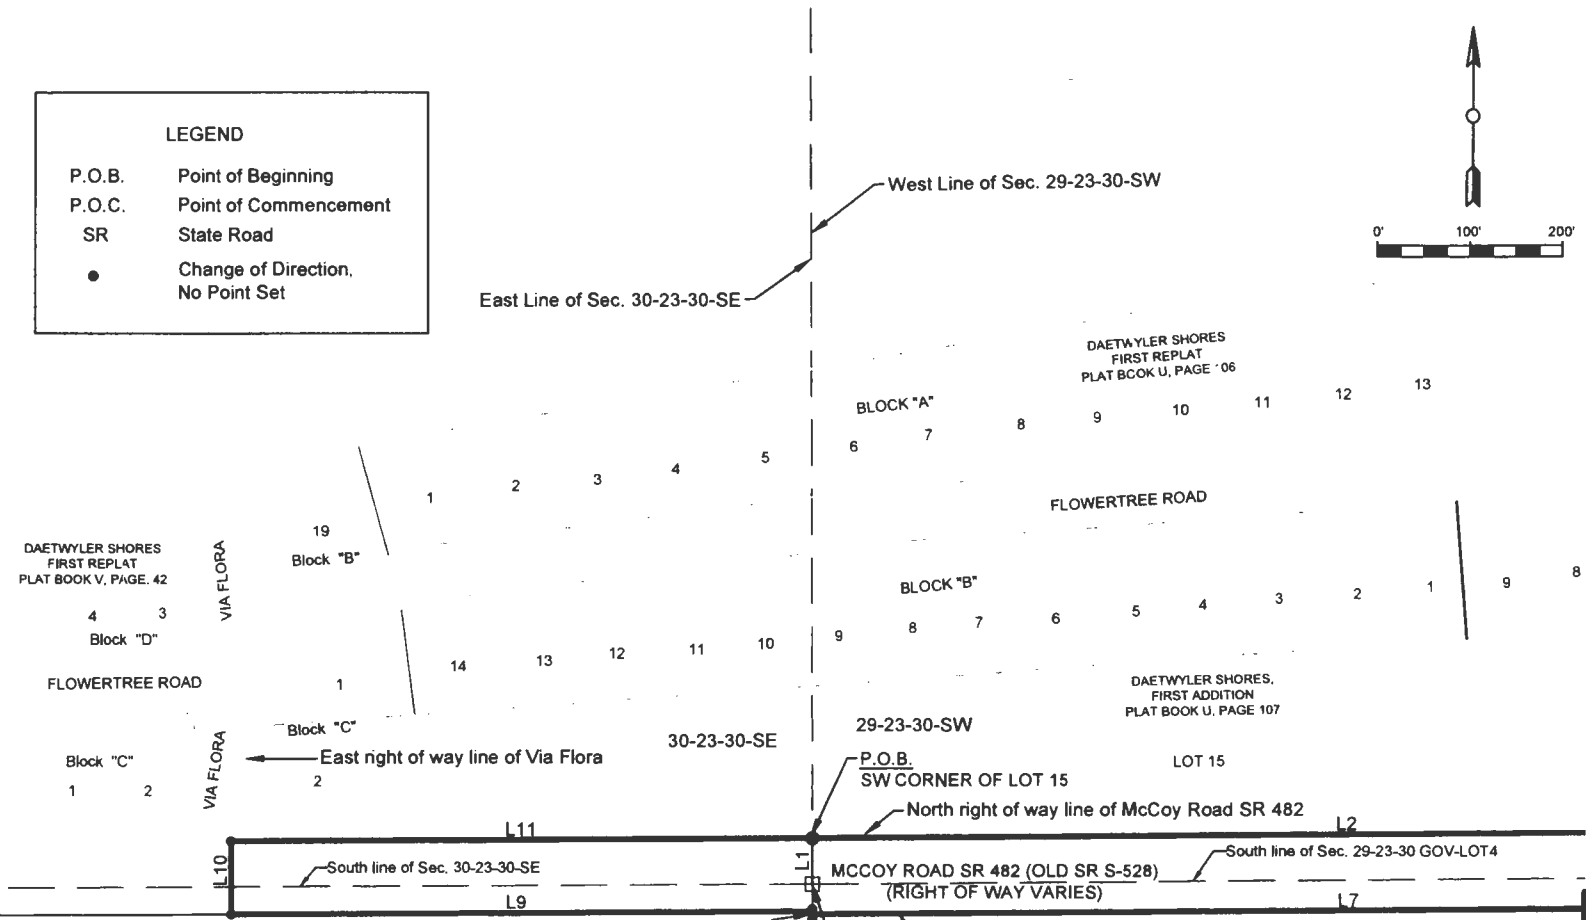 LEGEND
P.O.B. Point of Beginning
P.O.C. Point of Commencement
SR State Road
● Change of Direction,
No Point Set
West Line of Sec. 29-23-30-SW
East Line of Sec. 30-23-30-SE
0' 100' 200'
DAETWYLER SHORES
FIRST REPLAT
PLAT BOOK U, PAGE 106
BLOCK "A"
1 2 3 4 5 6 7 8 9 10 11 12 13
FLOWERTREE ROAD
19
Block "B"
DAETWYLER SHORES
FIRST REPLAT
PLAT BOOK V, PAGE. 42
VIA FLORA
4 3
Block "D"
BLOCK "B"
14 13 12 11 10 9 8 7 6 5 4 3 2 1 9 8
FLOWERTREE ROAD
1
Block "C"
DAETWYLER SHORES,
FIRST ADDITION
PLAT BOOK U, PAGE 107
30-23-30-SE
29-23-30-SW
East right of way line of Via Flora
VIA FLORA
Block "C"
1 2
2
P.O.B.
SW CORNER OF LOT 15
LOT 15
North right of way line of McCoy Road SR 482
L11
L2
L10
L1
South line of Sec. 30-23-30-SE
MCCOY ROAD SR 482 (OLD SR S-528)
(RIGHT OF WAY VARIES)
South line of Sec. 29-23-30 GOV-LOT4
L9
L7